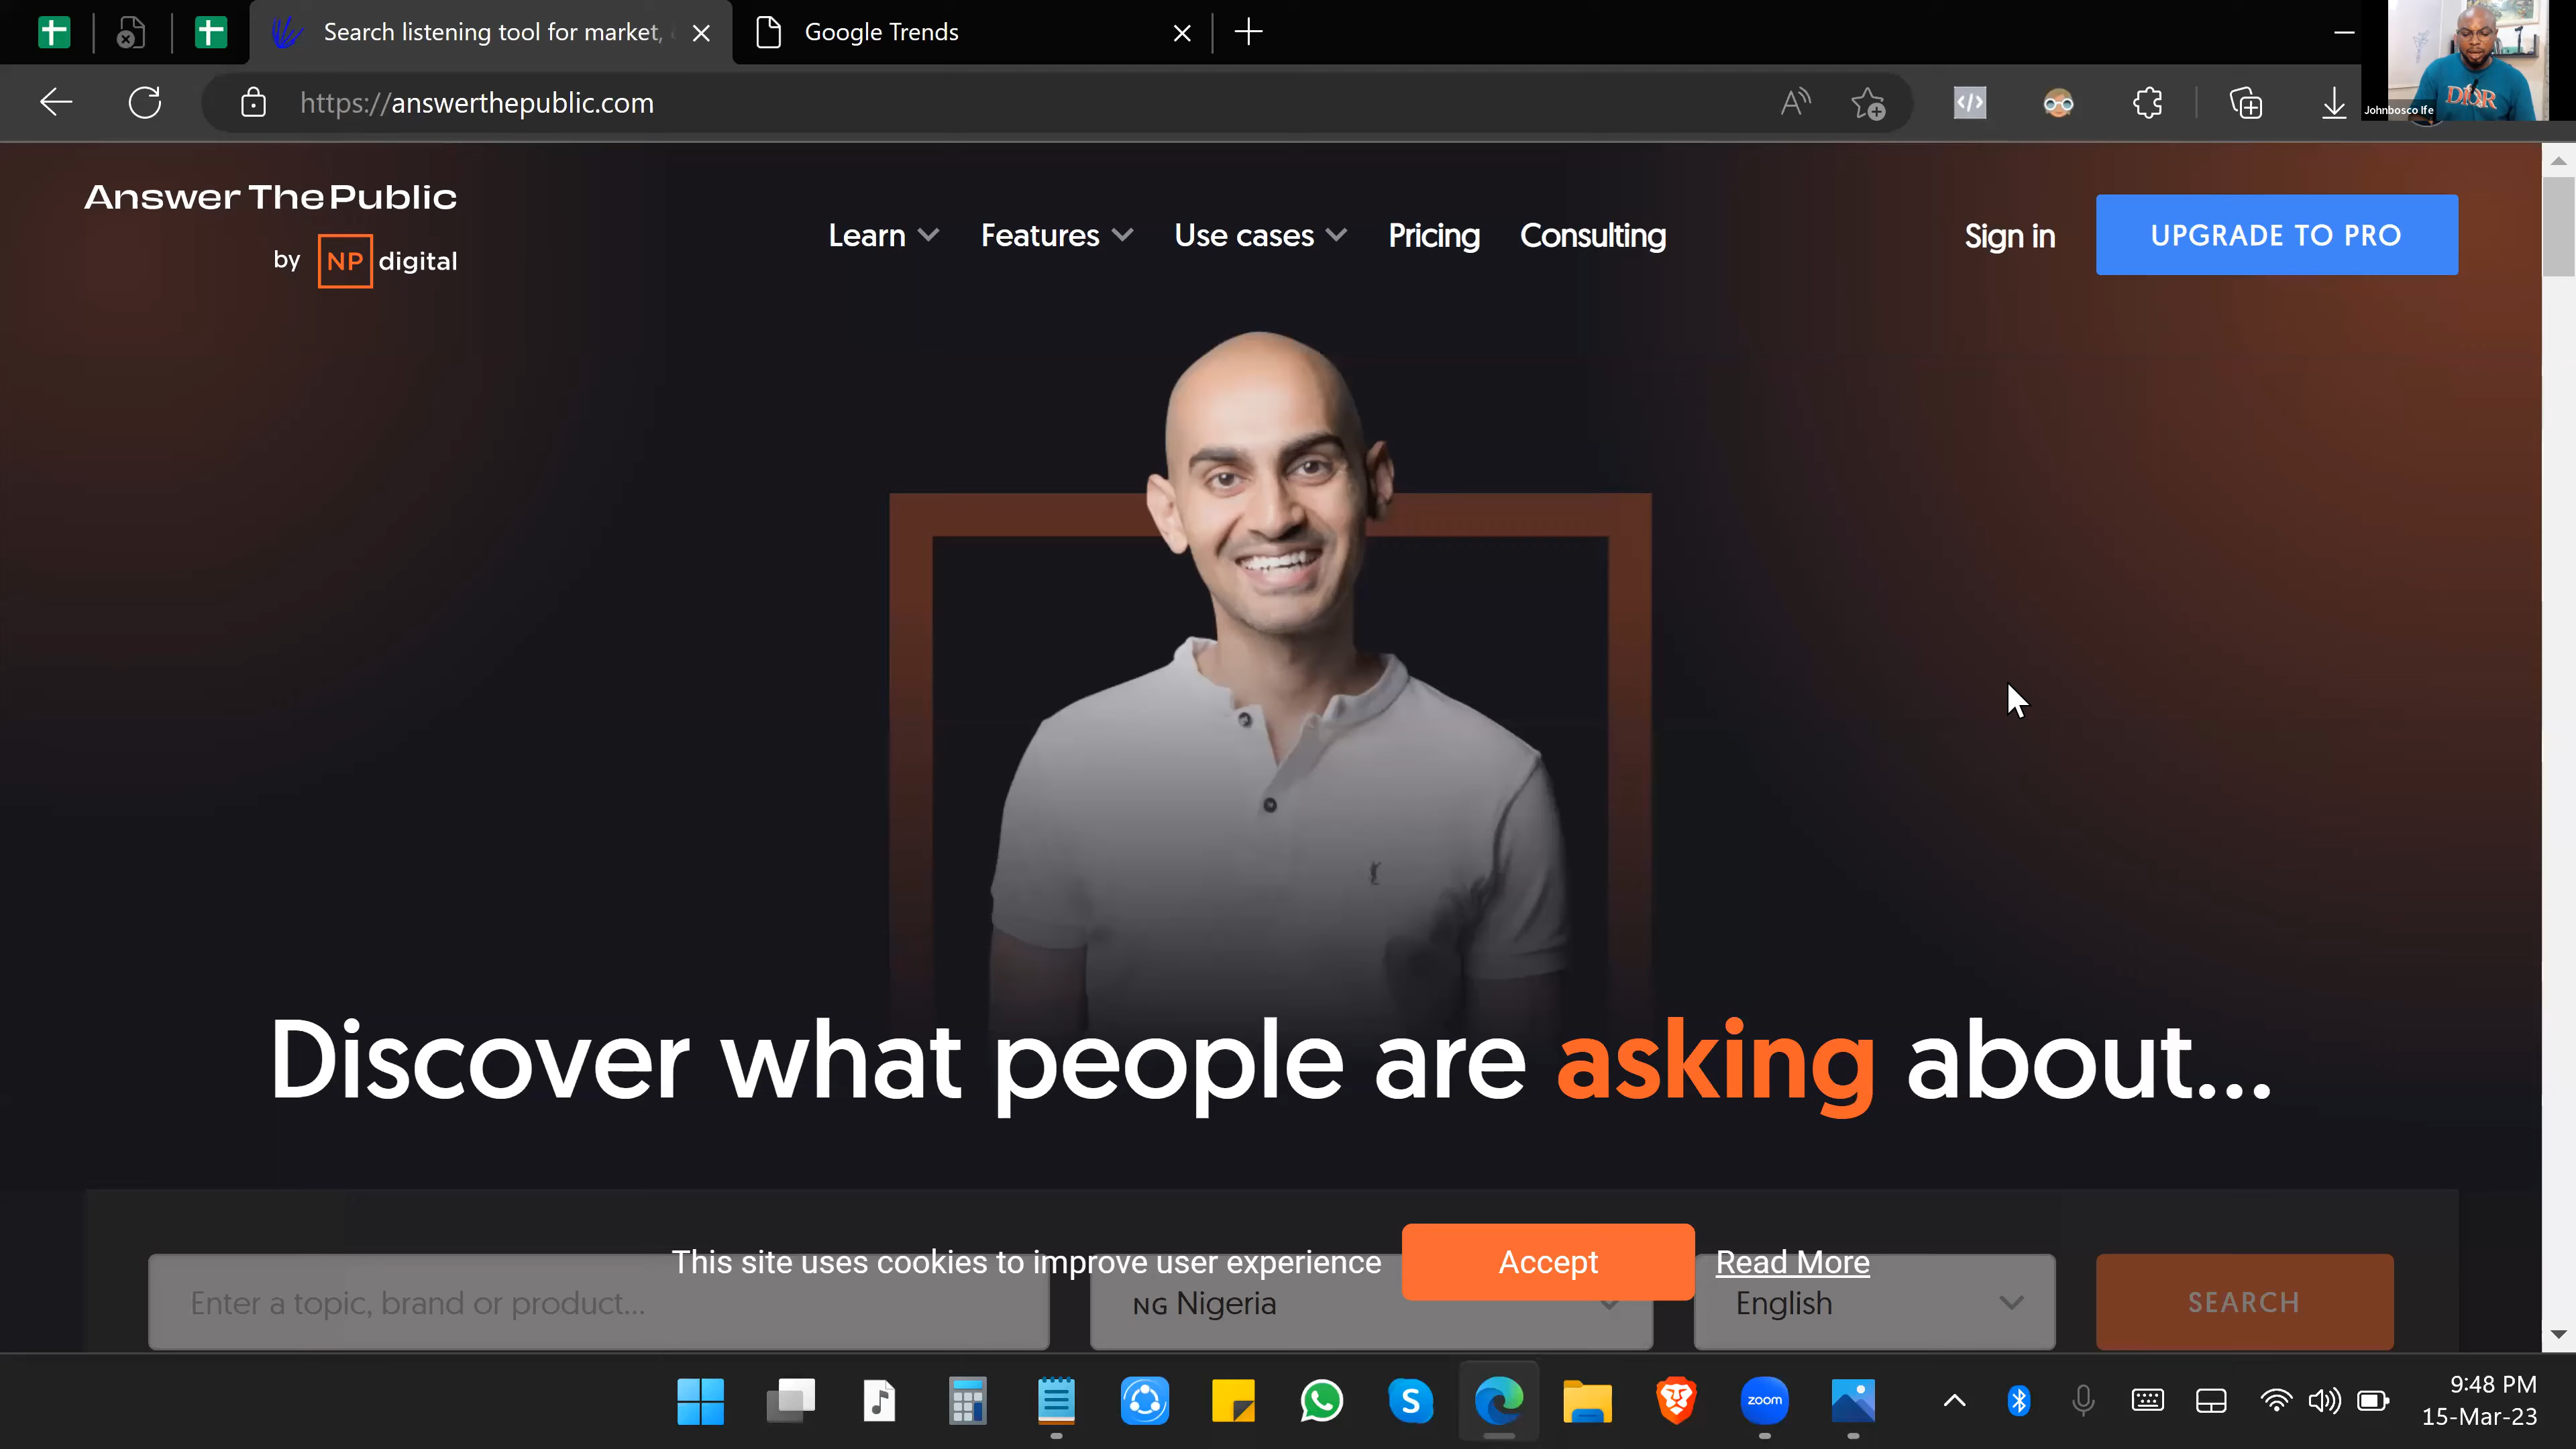 Search listening tool for market,
Google Trends
https://answerthepublic.com
Johnbosco Ife
DIOR
Answer The Public
by NP digital
Learn
Features
Use cases
Pricing
Consulting
Sign in
UPGRADE TO PRO
Discover what people are asking about...
This site uses cookies to improve user experience
Accept
Read More
Enter a topic, brand or product...
NG Nigeria
English
SEARCH
zoom
9:48 PM
15-Mar-23